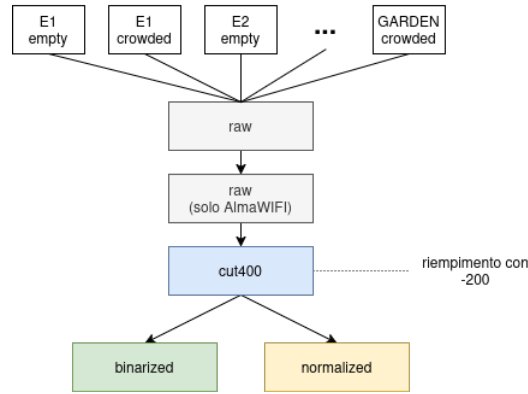 E1
empty
E1
crowded
E2
empty
...
GARDEN
crowded
raw
raw
(solo AlmaWIFI)
cut400
riempimento con
-200
binarized
normalized